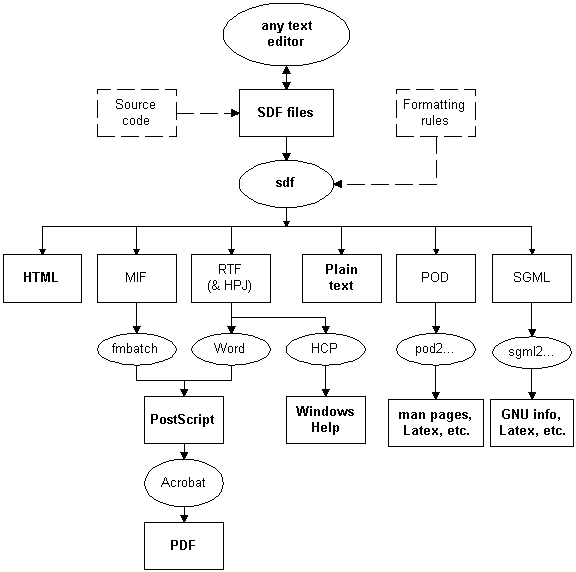 any text
editor
Source
code
SDF files
Formatting
rules
sdf
HTML
MIF
RTF
(& HPJ)
Plain
text
POD
SGML
fmbatch
Word
HCP
pod2...
sgml2...
PostScript
Windows
Help
man pages,
Latex, etc.
GNU info,
Latex, etc.
Acrobat
PDF